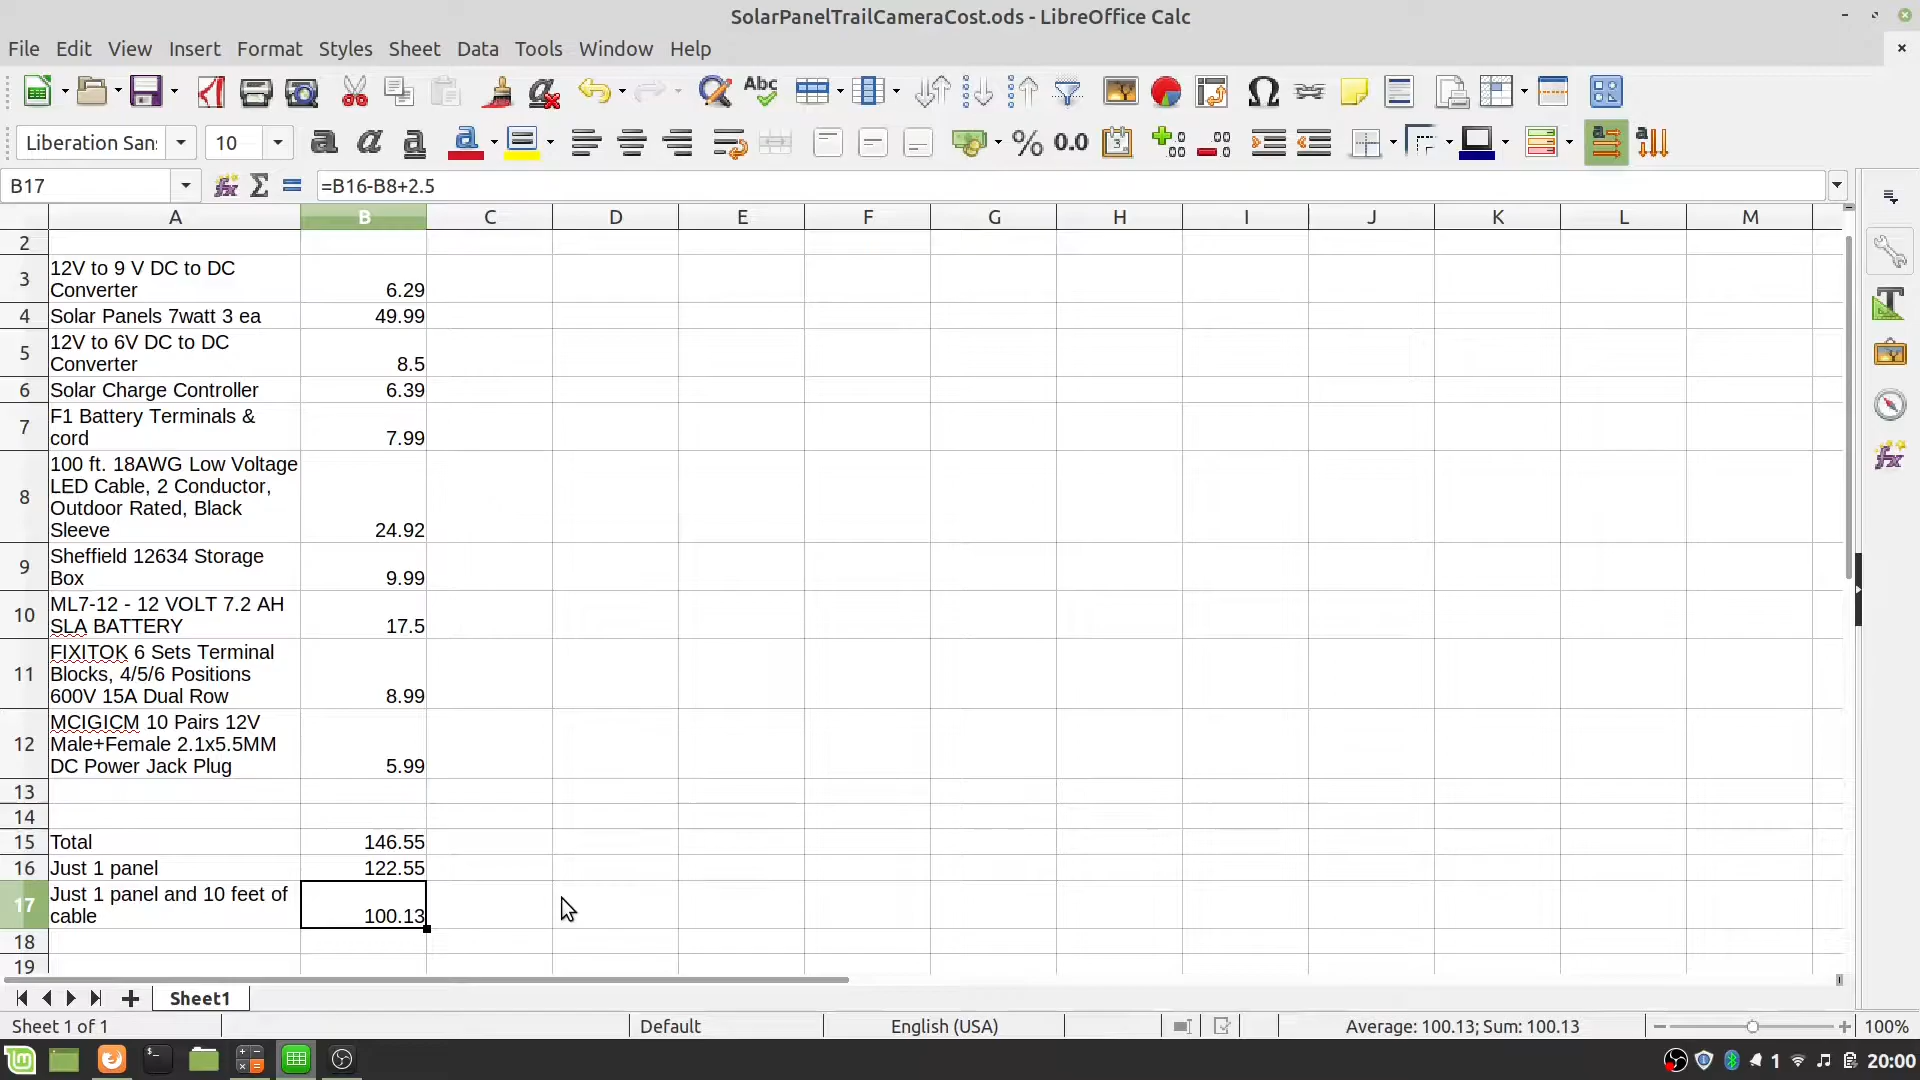 SolarPanelTrailCameraCost.ods - LibreOffice Calc
File Edit View Insert Format Styles Sheet Data Tools Window Help
Liberation San: 10
B17 =B16-B8+2.5
A B C D E F G H I J K L M
2
3 12V to 9 V DC to DC
Converter 6.29
4 Solar Panels 7watt 3 ea 49.99
5 12V to 6V DC to DC
Converter 8.5
6 Solar Charge Controller 6.39
7 F1 Battery Terminals &
cord 7.99
8 100 ft. 18AWG Low Voltage
LED Cable, 2 Conductor,
Outdoor Rated, Black
Sleeve 24.92
9 Sheffield 12634 Storage
Box 9.99
10 ML7-12 - 12 VOLT 7.2 AH
SLA BATTERY 17.5
11 FIXITOK 6 Sets Terminal
Blocks, 4/5/6 Positions
600V 15A Dual Row 8.99
12 MCIGICM 10 Pairs 12V
Male+Female 2.1x5.5MM
DC Power Jack Plug 5.99
13
14
15 Total 146.55
16 Just 1 panel 122.55
17 Just 1 panel and 10 feet of
cable 100.13
18
19
Sheet1
Sheet 1 of 1 Default English (USA) Average: 100.13; Sum: 100.13 100%
1 20:00